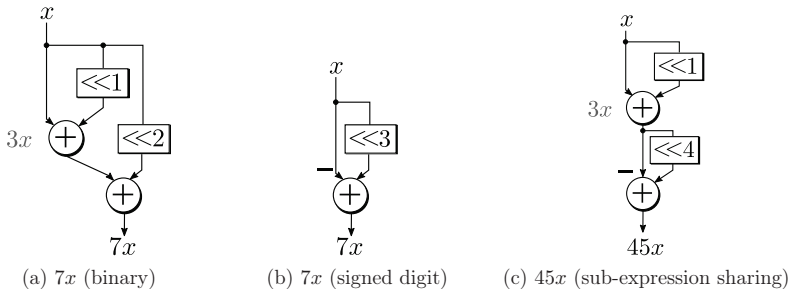 x
<<1
3x
+
<<2
+
7x
(a) 7x (binary)
x
<<3
−
+
7x
(b) 7x (signed digit)
x
<<1
3x
+
<<4
−
+
45x
(c) 45x (sub-expression sharing)